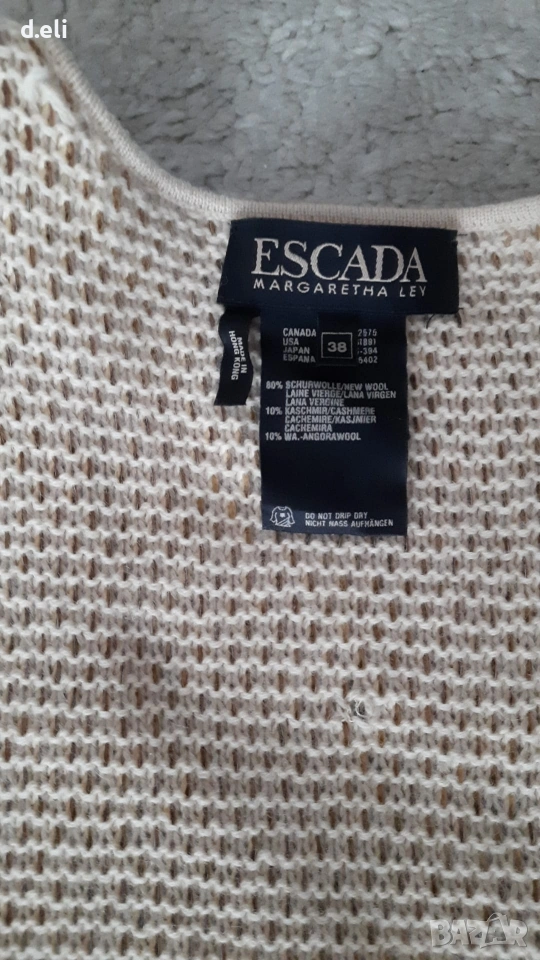 d.eli
ESCADA
MARGARETHA LEY
MADE IN
HONG KONG
CANADA
USA
JAPAN
ESPANA
38
80% SCHURWOLLE/NEW WOOL
LAINE VIERGE/LANA VIRGEN
LANA VERGINE
10% KASCHMIR/CASHMERE
CACHEMIRE/KASJMIER
CACHEMIRA
10% WA.-ANGORAWOOL
DO NOT DRIP DRY
NICHT NASS AUFHÄNGEN
BAZAR